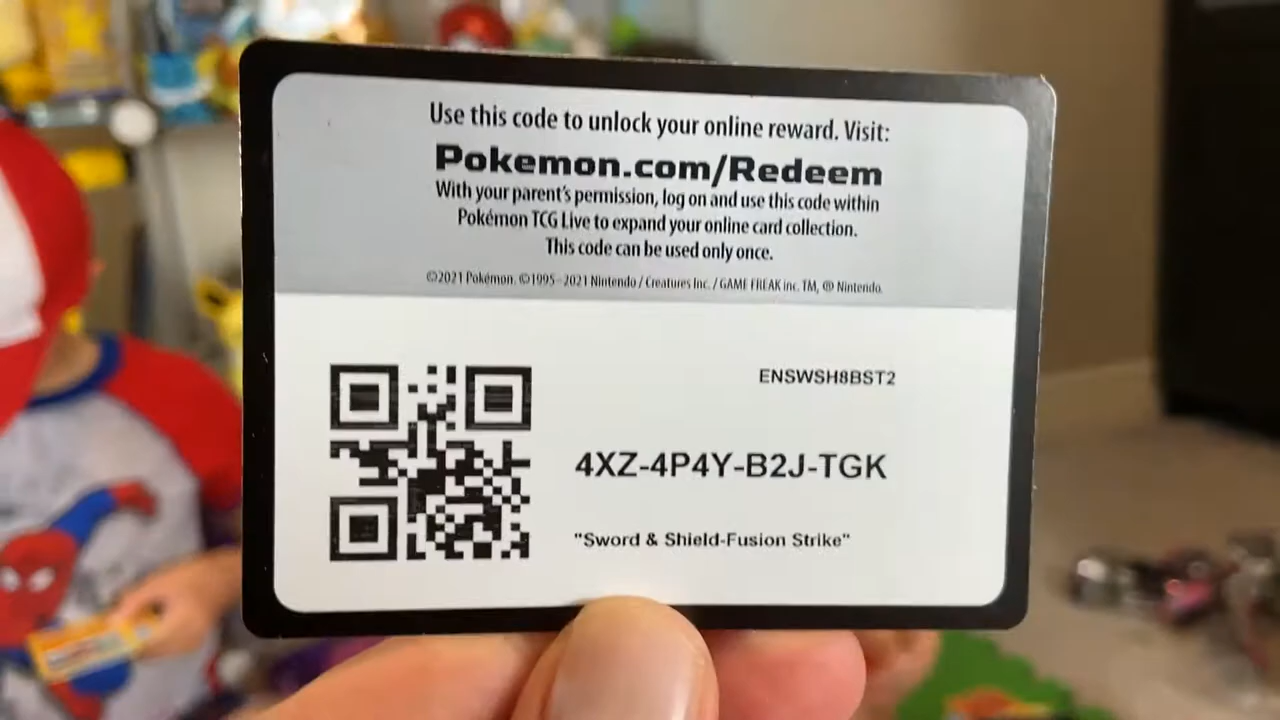 Use this code to unlock your online reward. Visit:
Pokemon.com/Redeem
With your parent's permission, log on and use this code within
Pokémon TCG Live to expand your online card collection.
This code can be used only once.
©2021 Pokémon. ©1995–2021 Nintendo / Creatures Inc. / GAME FREAK inc. TM, ® Nintendo.
ENSWSH8BST2
4XZ-4P4Y-B2J-TGK
"Sword & Shield-Fusion Strike"